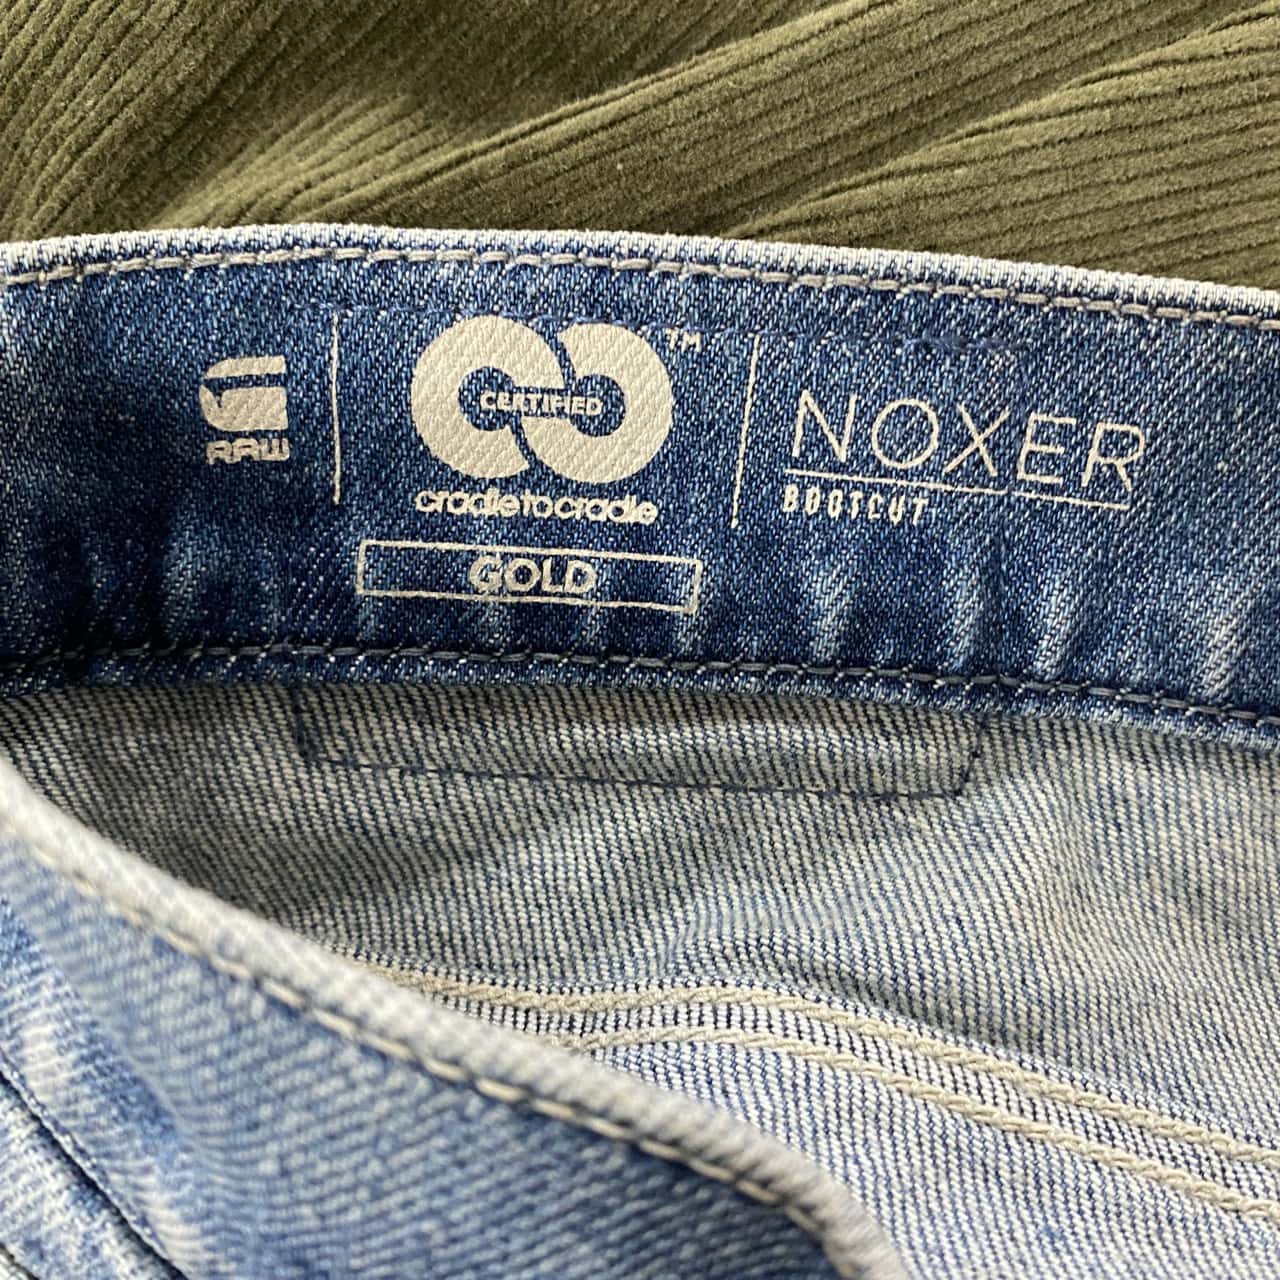 RAW
CERTIFIED
cradletocradle
TM
GOLD
NOXER
BOOTCUT